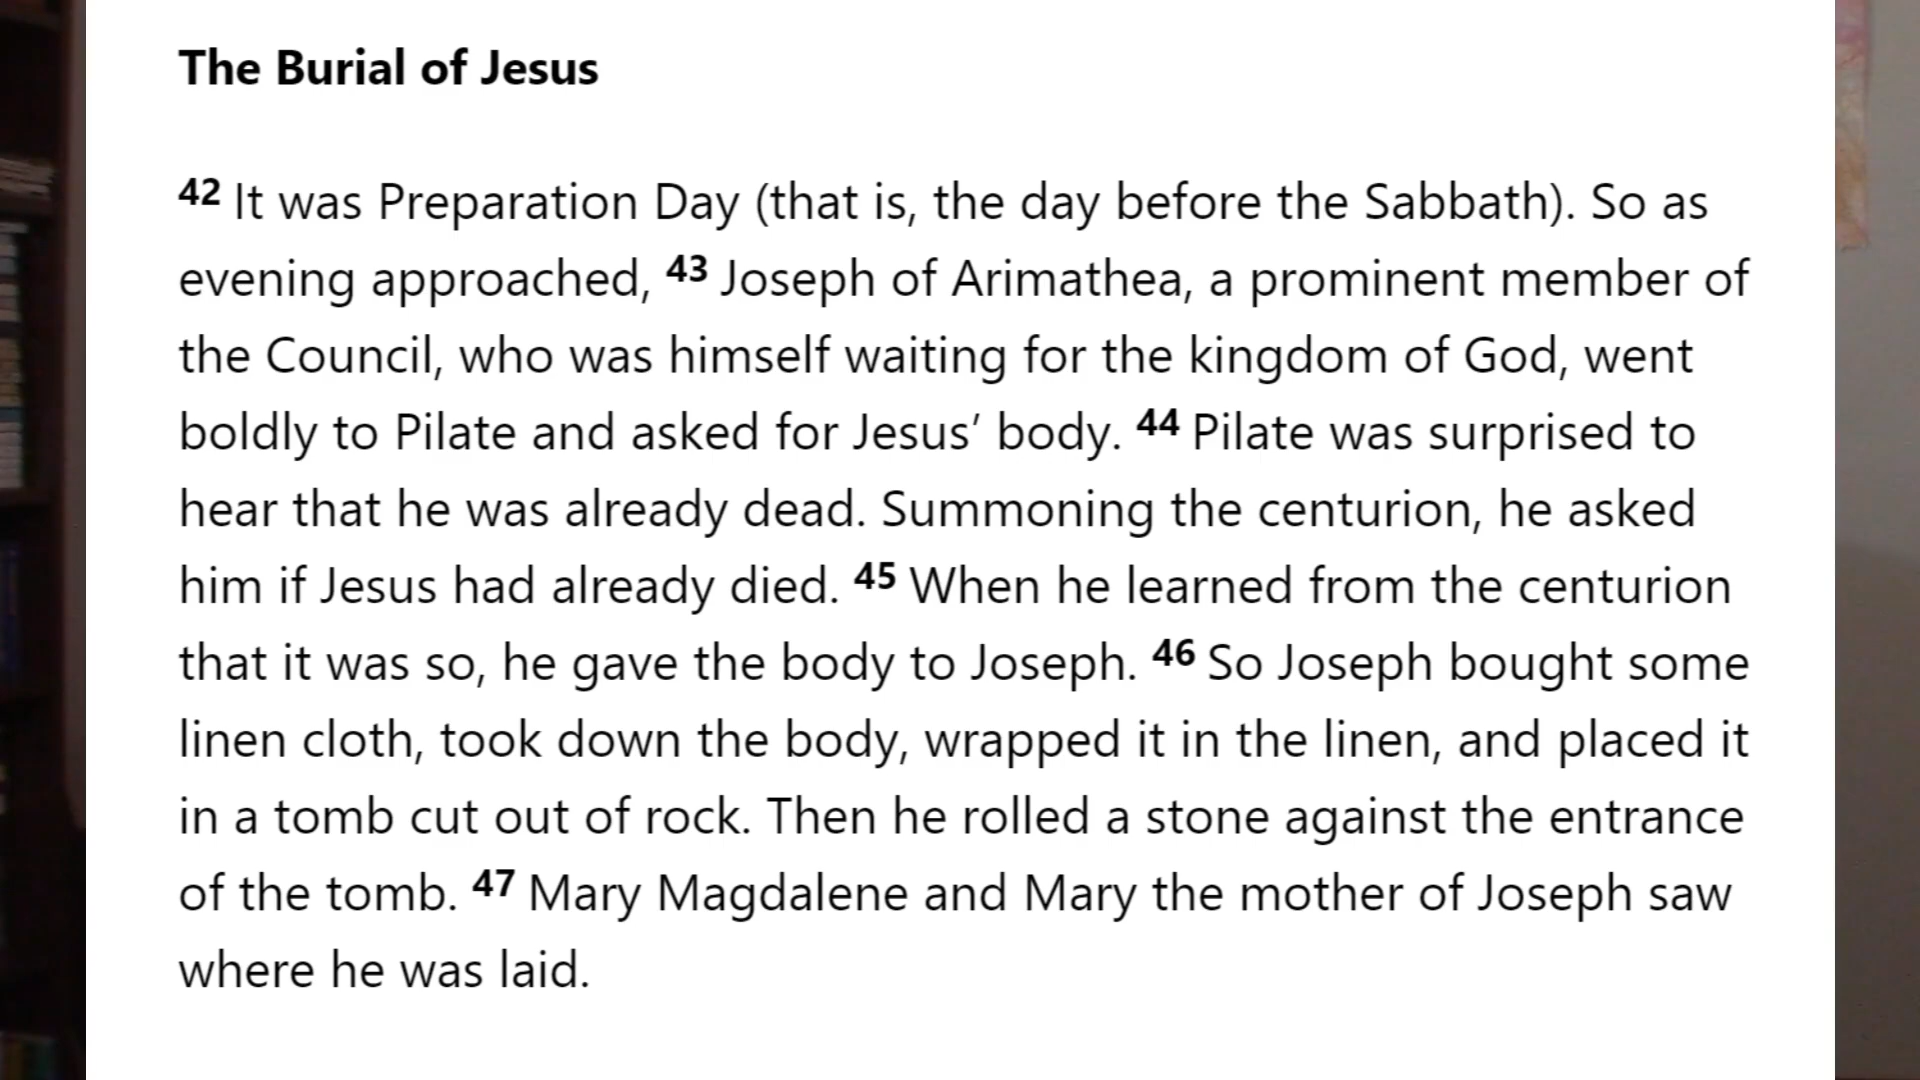 The Burial of Jesus
42 It was Preparation Day (that is, the day before the Sabbath). So as
evening approached, 43 Joseph of Arimathea, a prominent member of
the Council, who was himself waiting for the kingdom of God, went
boldly to Pilate and asked for Jesus’ body. 44 Pilate was surprised to
hear that he was already dead. Summoning the centurion, he asked
him if Jesus had already died. 45 When he learned from the centurion
that it was so, he gave the body to Joseph. 46 So Joseph bought some
linen cloth, took down the body, wrapped it in the linen, and placed it
in a tomb cut out of rock. Then he rolled a stone against the entrance
of the tomb. 47 Mary Magdalene and Mary the mother of Joseph saw
where he was laid.